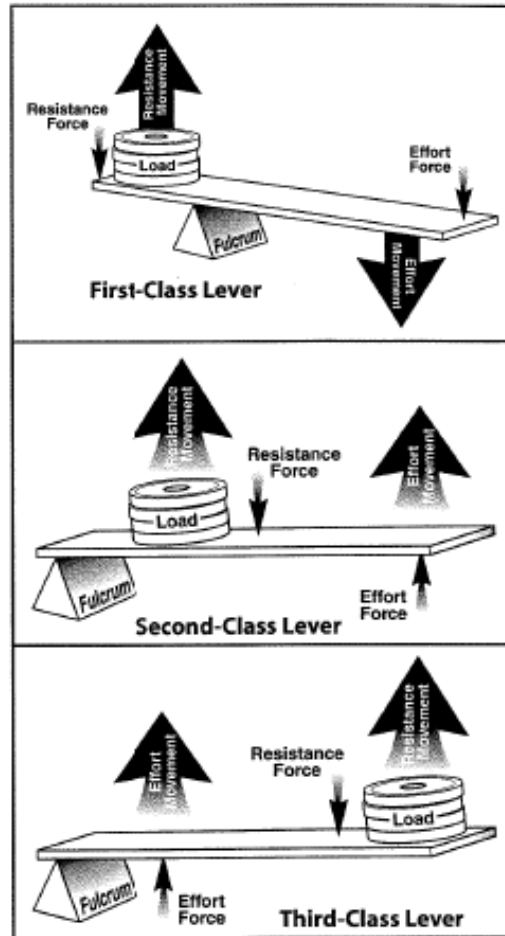 Resistance
Movement
Resistance
Force
Load
Effort
Force
Fulcrum
Effort
Movement
First-Class Lever
Resistance
Movement
Effort
Movement
Resistance
Force
Load
Fulcrum
Effort
Force
Second-Class Lever
Resistance
Movement
Effort
Movement
Resistance
Force
Load
Fulcrum
Effort
Force
Third-Class Lever